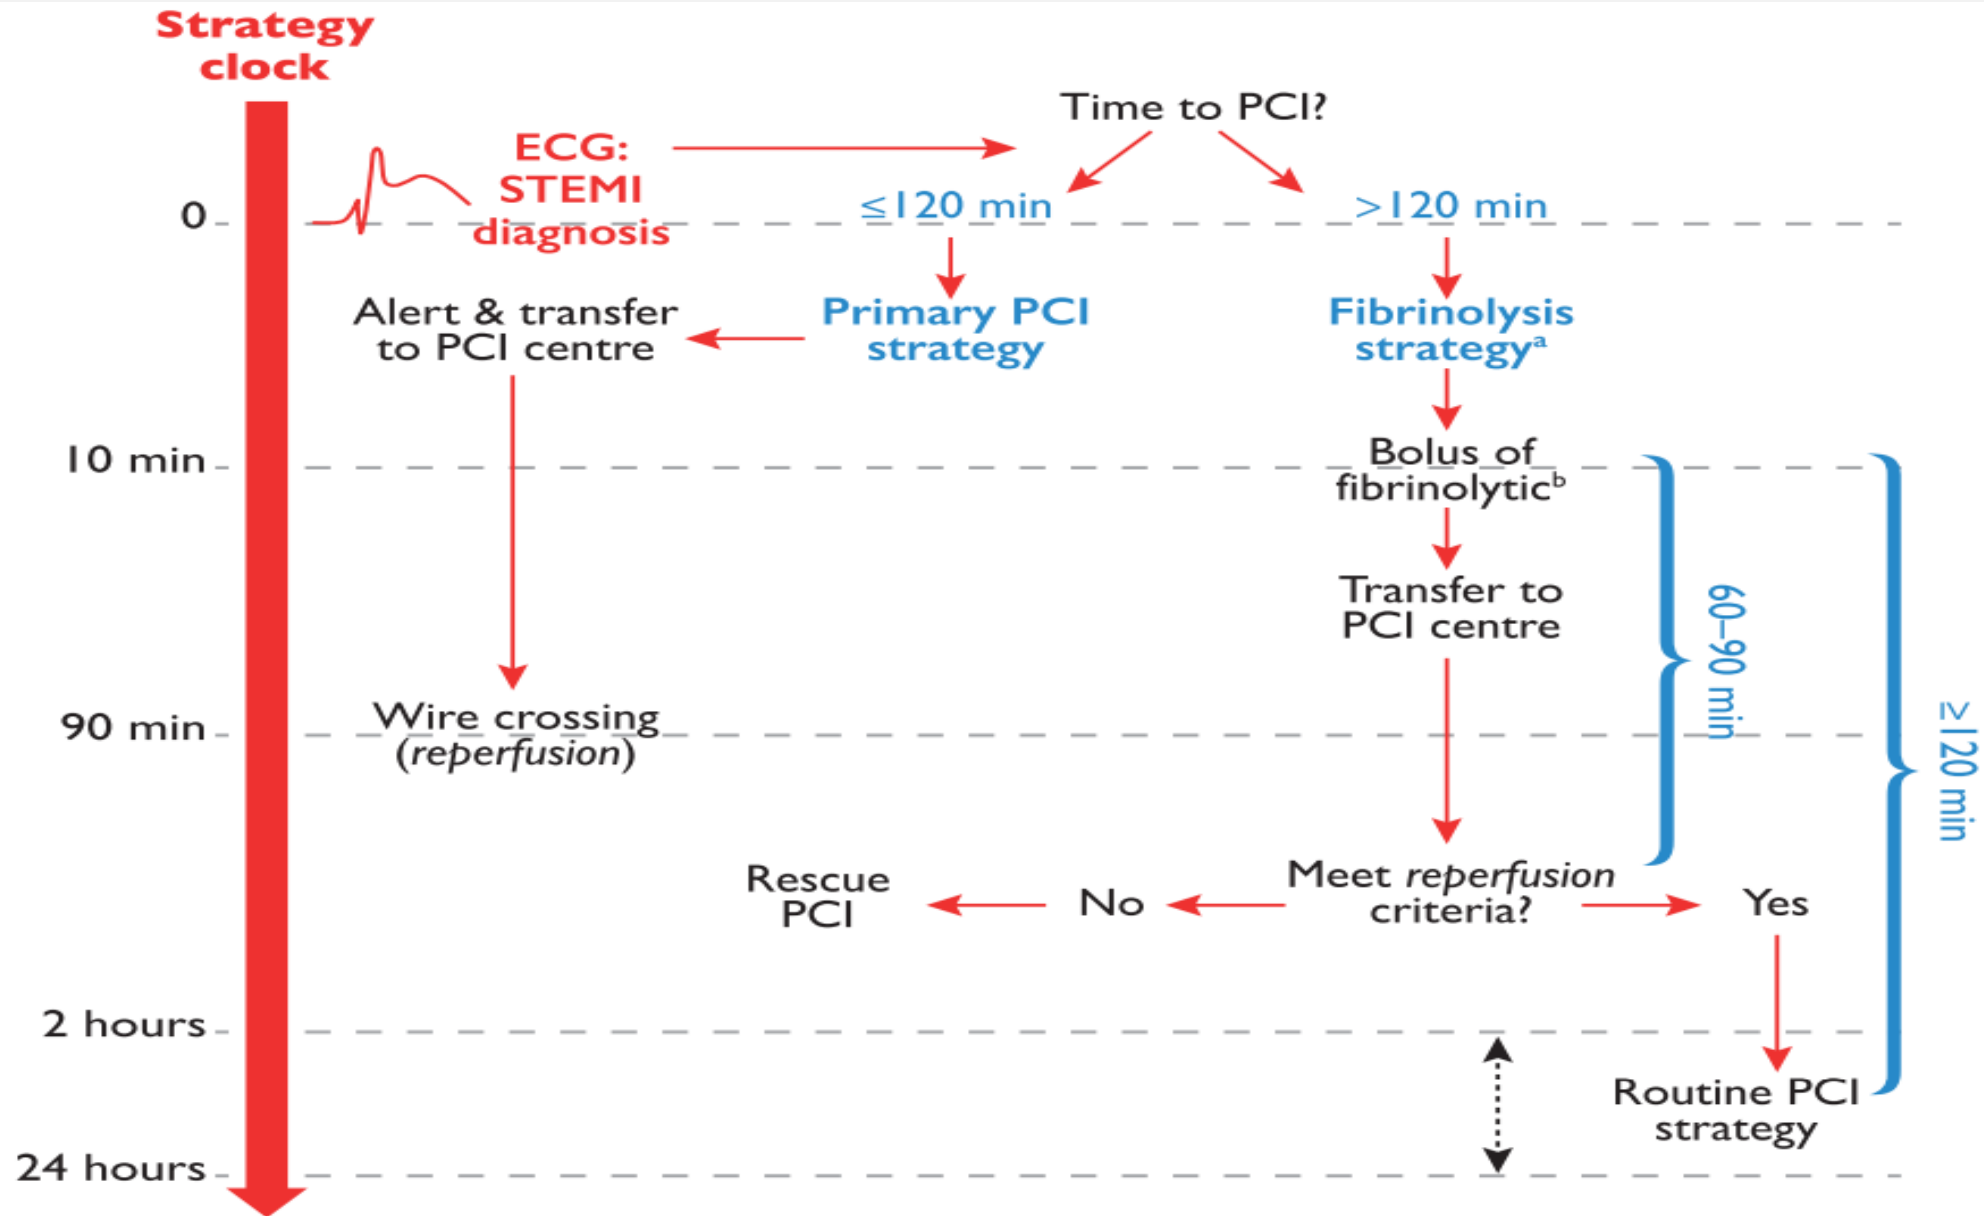 Strategy
clock
Time to PCI?
ECG:
STEMI
diagnosis
≤120 min
>120 min
0
Alert & transfer
to PCI centre
Primary PCI
strategy
Fibrinolysis
strategyᵃ
10 min
Bolus of
fibrinolyticᵇ
Transfer to
PCI centre
60–90 min
≥120 min
90 min
Wire crossing
(reperfusion)
Rescue
PCI
No
Meet reperfusion
criteria?
Yes
2 hours
Routine PCI
strategy
24 hours